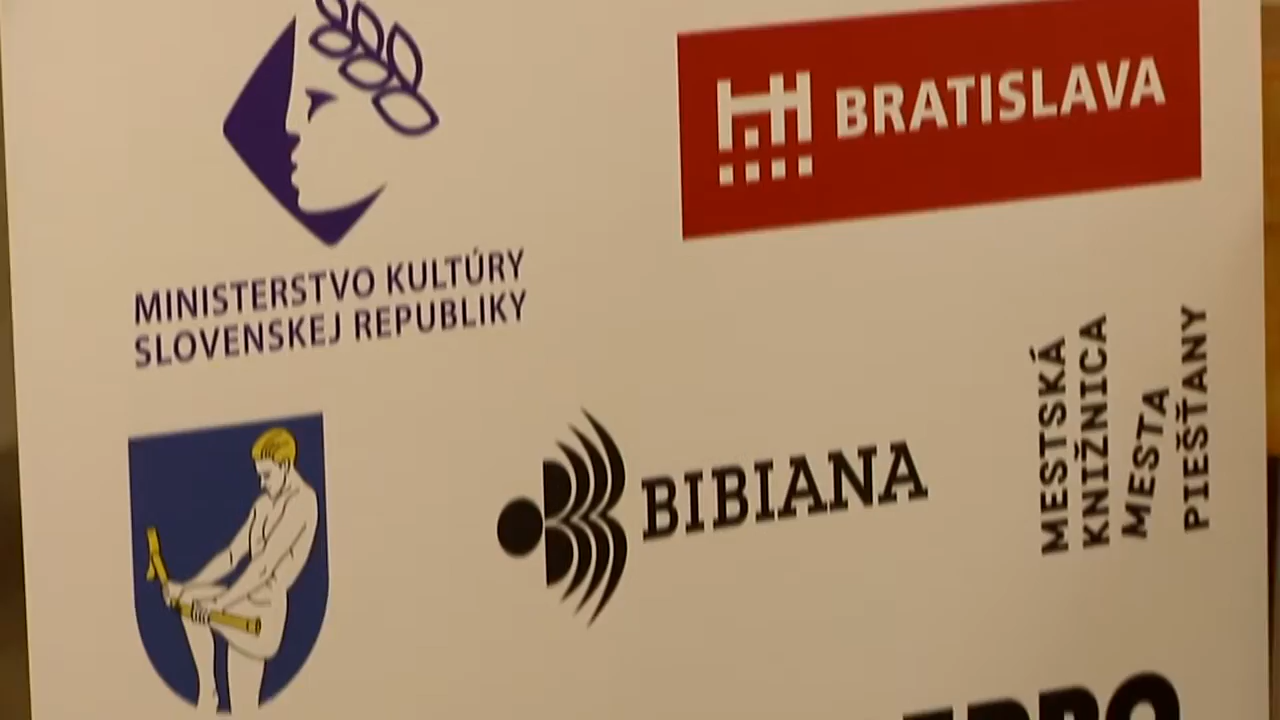 MINISTERSTVO KULTÚRY
SLOVENSKEJ REPUBLIKY
BRATISLAVA
BIBIANA
MESTSKÁ
KNIŽNICA
MESTA
PIEŠŤANY